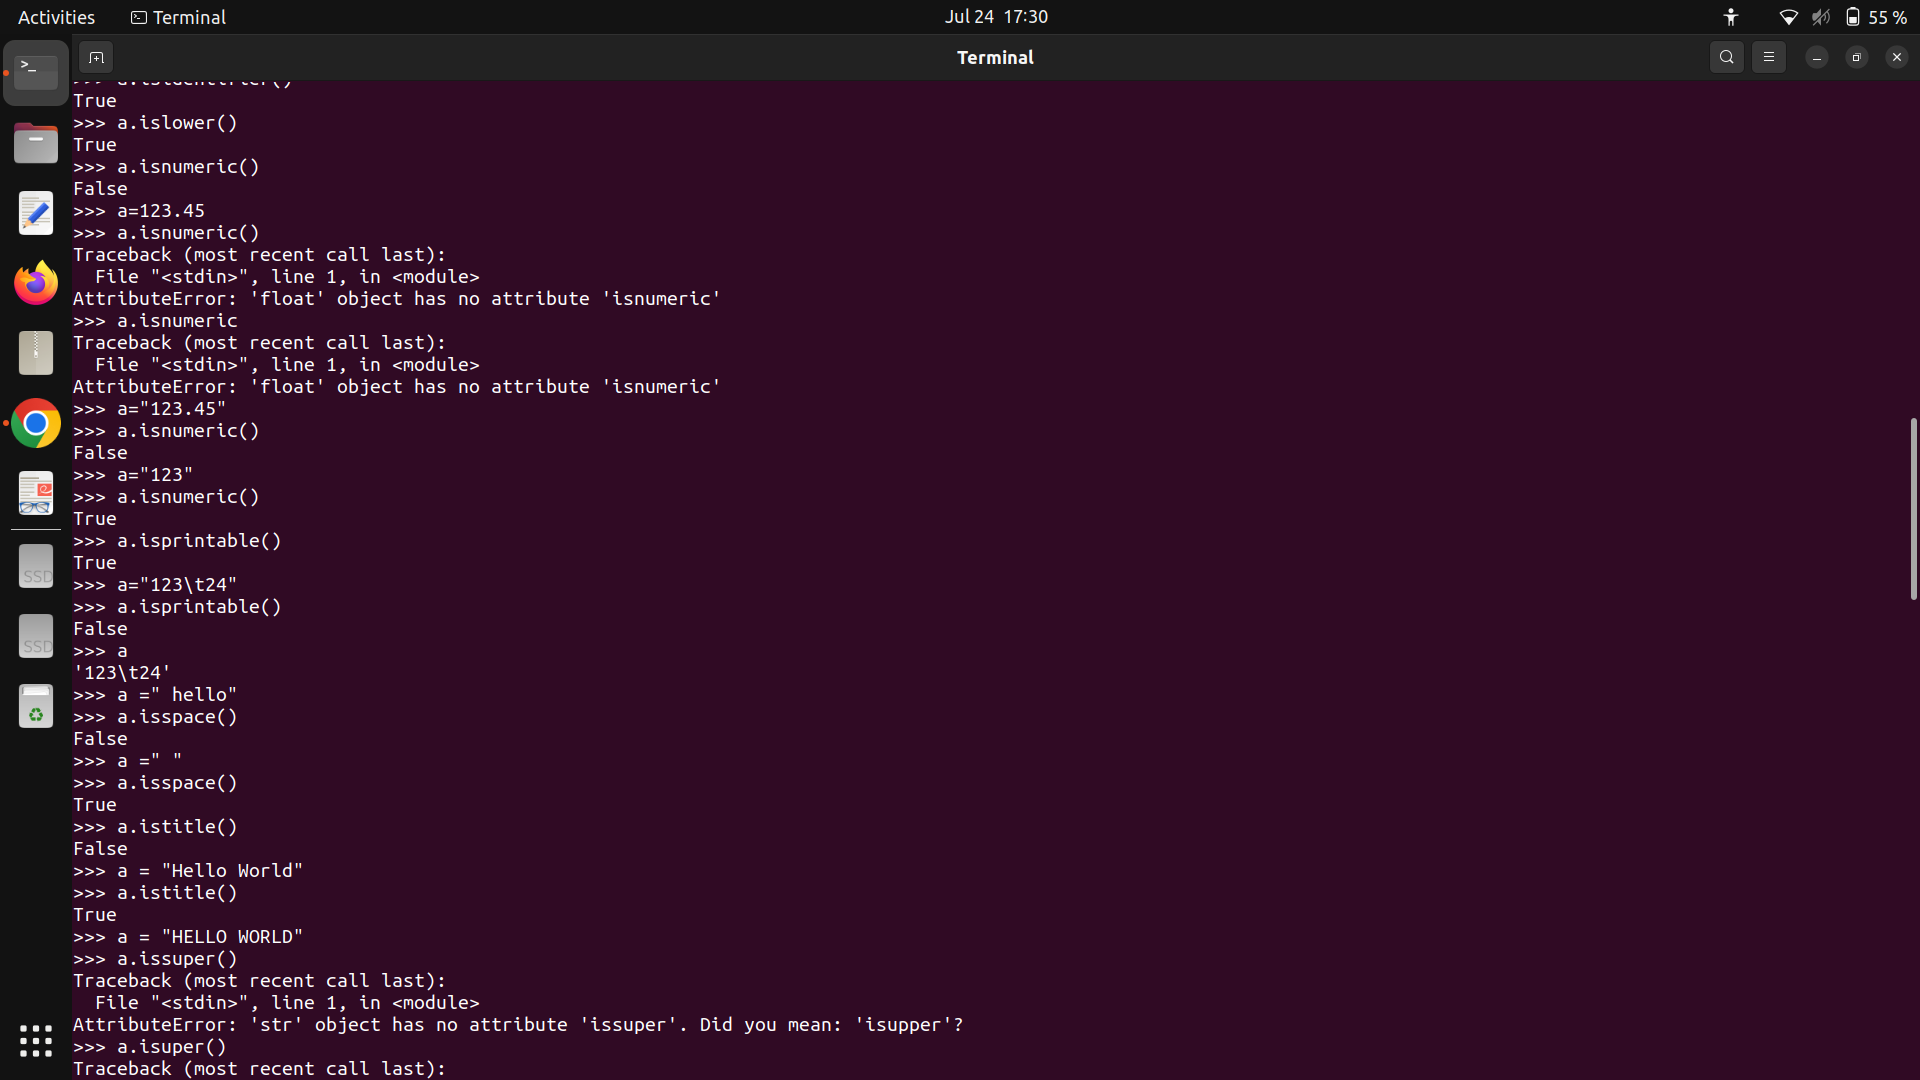 Activities
Terminal
Jul 24 17:30
55 %
Terminal
>>> a.isidentifier()
True
>>> a.islower()
True
>>> a.isnumeric()
False
>>> a=123.45
>>> a.isnumeric()
Traceback (most recent call last):
  File "<stdin>", line 1, in <module>
AttributeError: 'float' object has no attribute 'isnumeric'
>>> a.isnumeric
Traceback (most recent call last):
  File "<stdin>", line 1, in <module>
AttributeError: 'float' object has no attribute 'isnumeric'
>>> a="123.45"
>>> a.isnumeric()
False
>>> a="123"
>>> a.isnumeric()
True
>>> a.isprintable()
True
>>> a="123\t24"
>>> a.isprintable()
False
>>> a
'123\t24'
>>> a =" hello"
>>> a.isspace()
False
>>> a =" "
>>> a.isspace()
True
>>> a.istitle()
False
>>> a = "Hello World"
>>> a.istitle()
True
>>> a = "HELLO WORLD"
>>> a.issuper()
Traceback (most recent call last):
  File "<stdin>", line 1, in <module>
AttributeError: 'str' object has no attribute 'issuper'. Did you mean: 'isupper'?
>>> a.isuper()
Traceback (most recent call last):
SSD
SSD